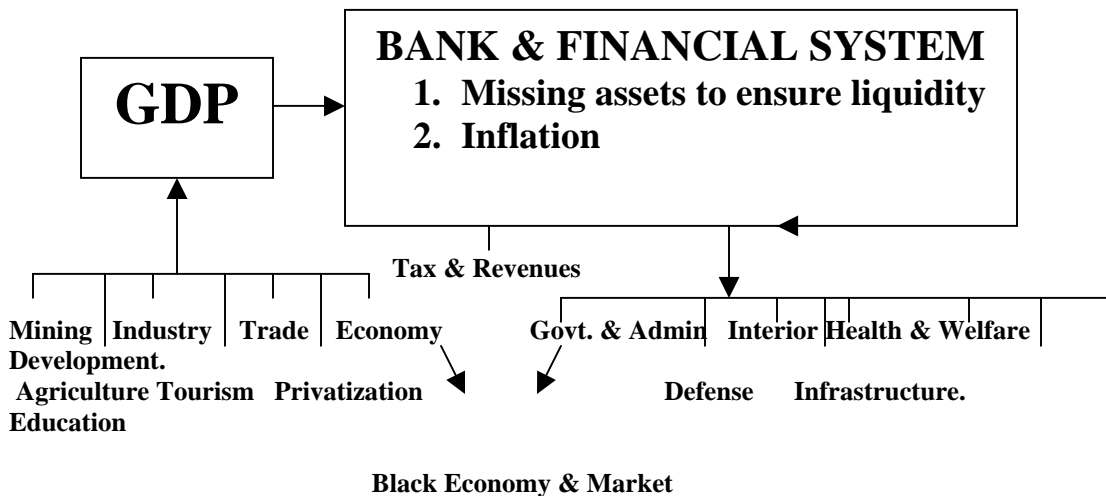 BANK & FINANCIAL SYSTEM
1. Missing assets to ensure liquidity
2. Inflation
GDP
Tax & Revenues
Mining Industry Trade Economy Govt. & Admin Interior Health & Welfare
Development.
Agriculture Tourism Privatization Defense Infrastructure.
Education
Black Economy & Market